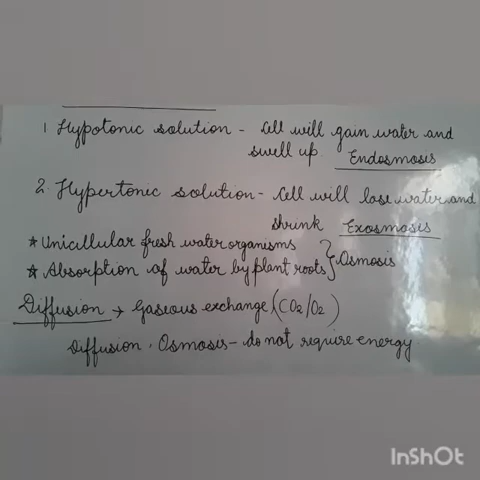 1. Hypotonic solution - Cell will gain water and
swell up. Endosmosis
2. Hypertonic solution - Cell will lose water and
shrink Exosmosis
* Unicillular fresh water organisms
* Absorption of water by plant roots } Osmosis
Diffusion → Gaseous exchange (CO2/O2)
Diffusion, Osmosis - do not require energy
InShOt